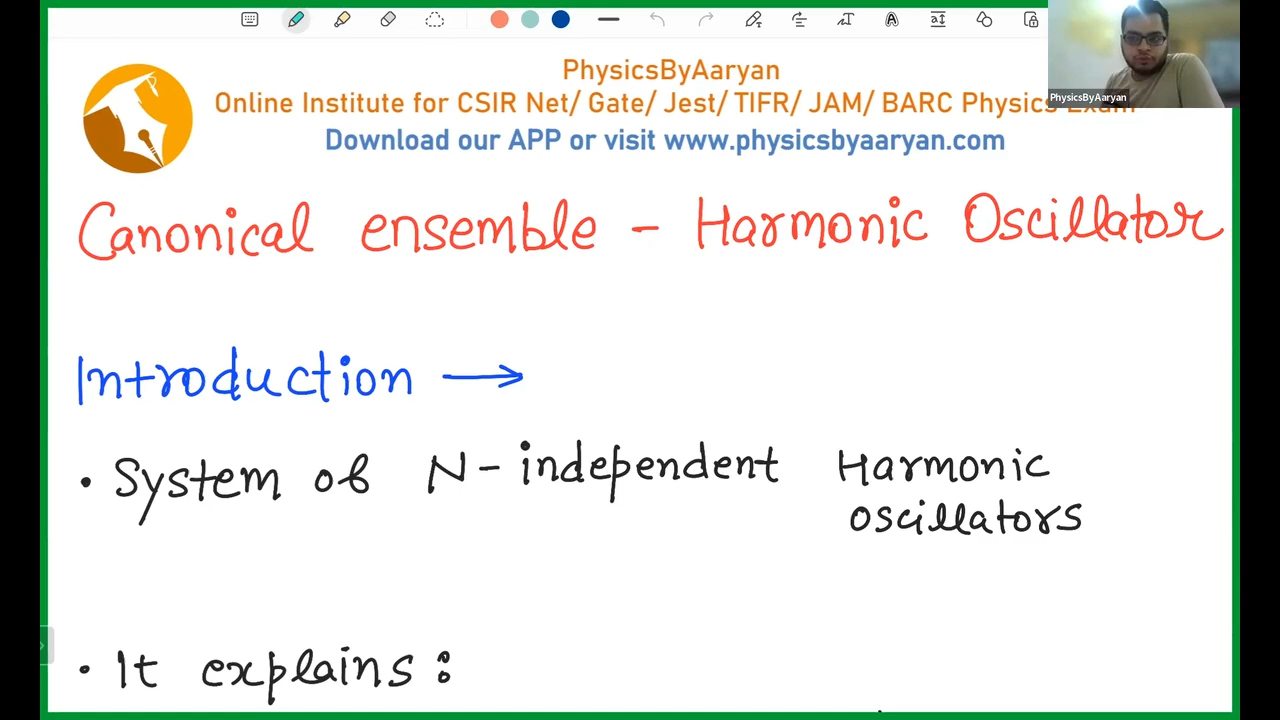 PhysicsByAaryan
Online Institute for CSIR Net/ Gate/ Jest/ TIFR/ JAM/ BARC Physics Exam
Download our APP or visit www.physicsbyaaryan.com
PhysicsByAaryan
Canonical ensemble - Harmonic Oscillator
Introduction →
• System of N-independent Harmonic
oscillators
• It explains: